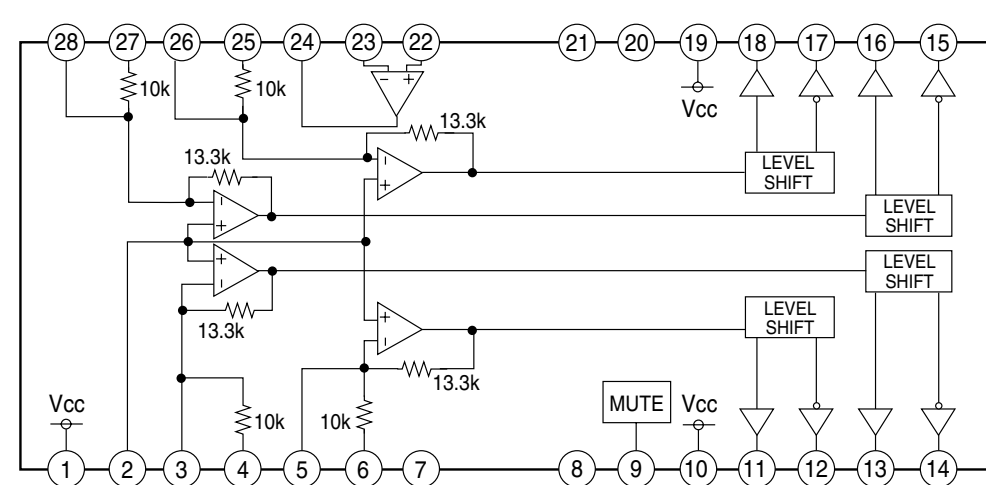 28 27 26 25 24 23 22 21 20 19 18 17 16 15
10k 10k - + Vcc
13.3k
LEVEL
SHIFT
13.3k
LEVEL
SHIFT
LEVEL
SHIFT
LEVEL
SHIFT
13.3k
13.3k
Vcc 10k 10k MUTE Vcc
1 2 3 4 5 6 7 8 9 10 11 12 13 14